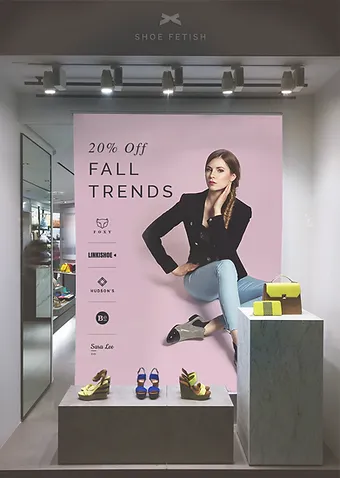 SHOE FETISH
20% Off
FALL
TRENDS
FOXY
LINKISHOE
HUDSON'S
B
Sara Lee